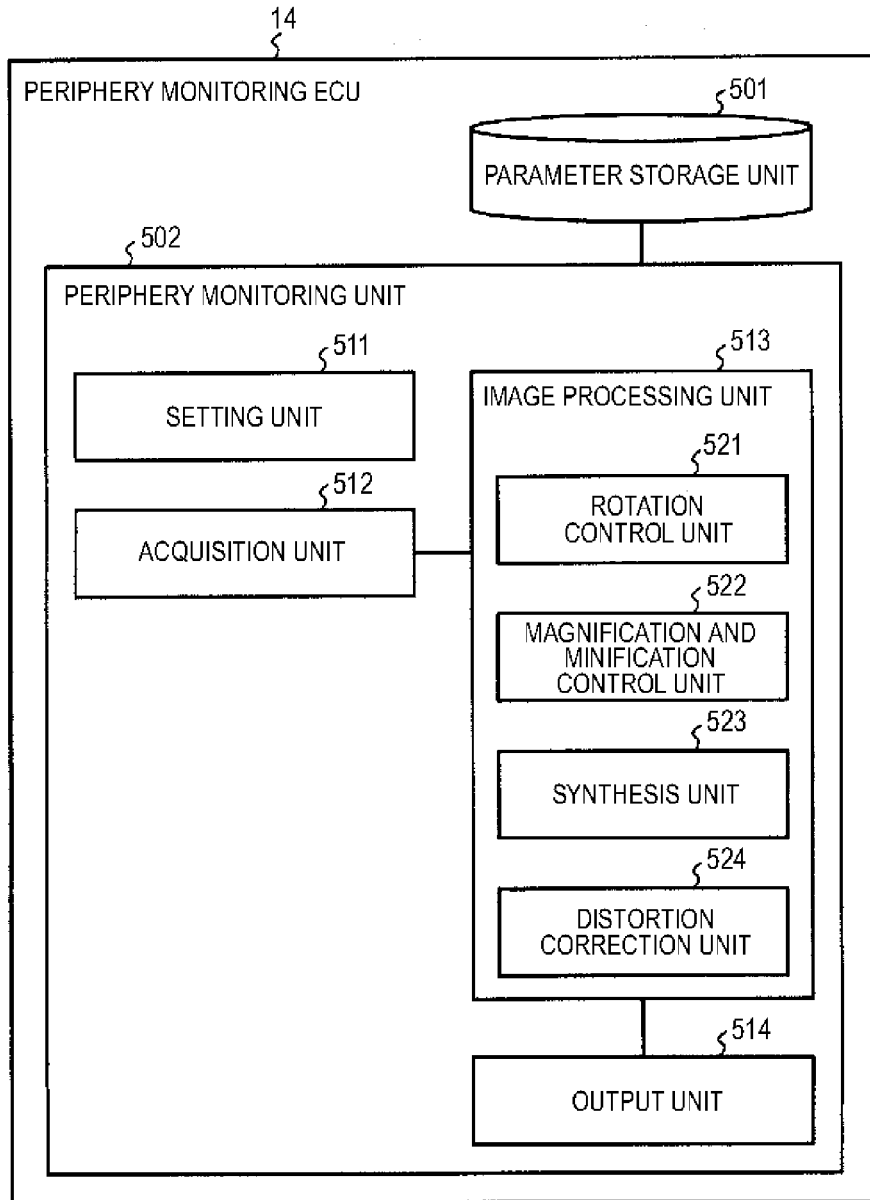 14
PERIPHERY MONITORING ECU
501
PARAMETER STORAGE UNIT
502
PERIPHERY MONITORING UNIT
511
SETTING UNIT
512
ACQUISITION UNIT
513
IMAGE PROCESSING UNIT
521
ROTATION
CONTROL UNIT
522
MAGNIFICATION AND
MINIFICATION
CONTROL UNIT
523
SYNTHESIS UNIT
524
DISTORTION
CORRECTION UNIT
514
OUTPUT UNIT